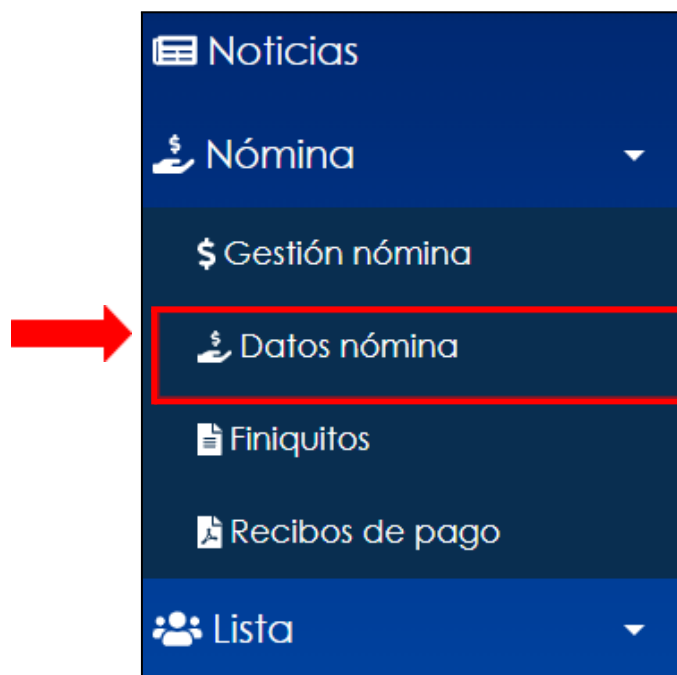 Noticias
Nómina
Gestión nómina
Datos nómina
Finiquitos
Recibos de pago
Lista